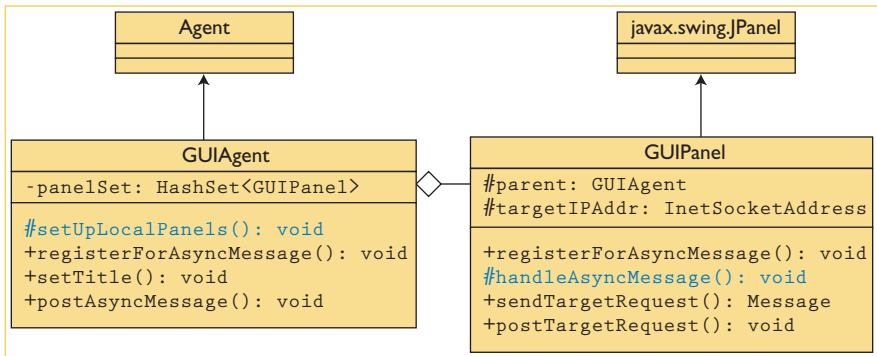 Agent
javax.swing.JPanel
GUIAgent
-panelSet: HashSet<GUIPanel>
#setUpLocalPanels(): void
+registerForAsyncMessage(): void
+setTitle(): void
+postAsyncMessage(): void
GUIPanel
#parent: GUIAgent
#targetIPAddr: InetSocketAddress
+registerForAsyncMessage(): void
#handleAsyncMessage(): void
+sendTargetRequest(): Message
+postTargetRequest(): void